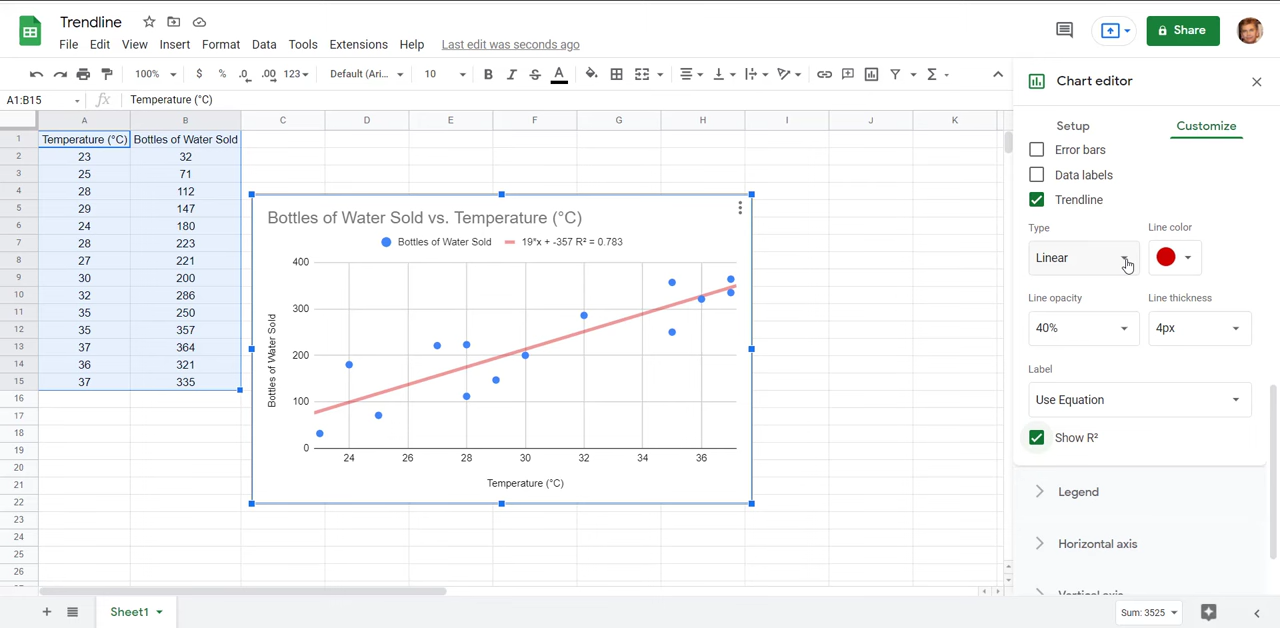 Trendline
File Edit View Insert Format Data Tools Extensions Help Last edit was seconds ago
Share
100% $ % .0 .00 123 Default (Ari... 10 B I S A Σ
A1:B15 fx Temperature (°C)
A B C D E F G H I J K
1 Temperature (°C) Bottles of Water Sold
2 23 32
3 25 71
4 28 112
5 29 147
6 24 180
7 28 223
8 27 221
9 30 200
10 32 286
11 35 250
12 35 357
13 37 364
14 36 321
15 37 335
16
17
18
19
20
21
22
23
24
25
26
Bottles of Water Sold vs. Temperature (°C)
Bottles of Water Sold 19*x + -357 R² = 0.783
Bottles of Water Sold
400
300
200
100
0
24 26 28 30 32 34 36
Temperature (°C)
Chart editor
Setup Customize
Error bars
Data labels
Trendline
Type Line color
Linear
Line opacity Line thickness
40% 4px
Label
Use Equation
Show R²
Legend
Horizontal axis
Vertical axis
Sheet1
Sum: 3525